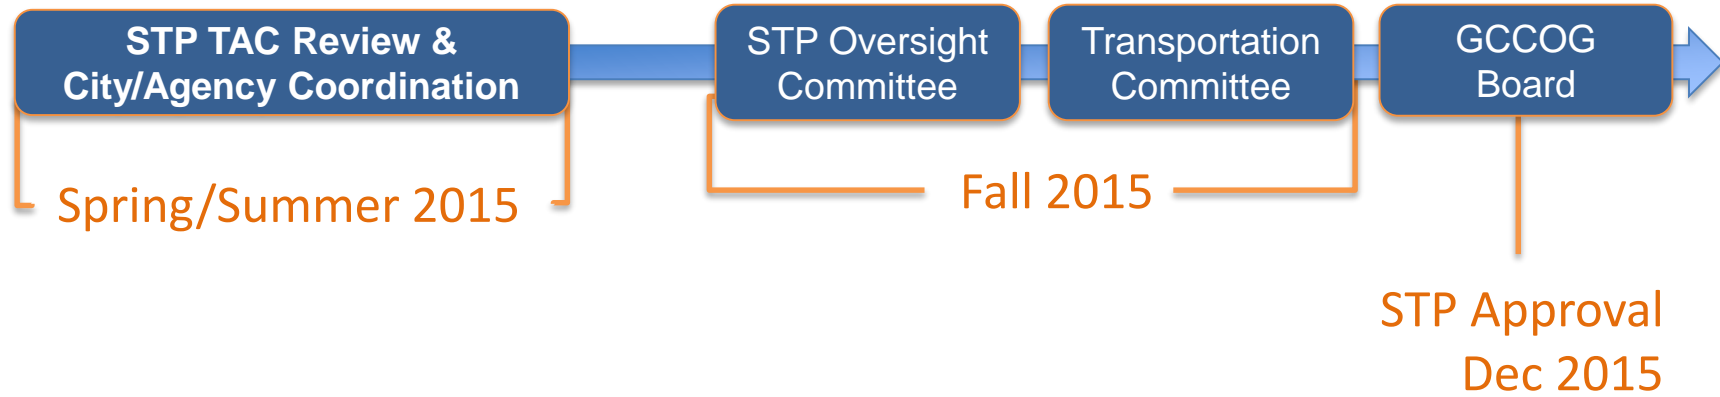 STP TAC Review &
City/Agency Coordination
STP Oversight
Committee
Transportation
Committee
GCCOG
Board
Spring/Summer 2015
Fall 2015
STP Approval
Dec 2015